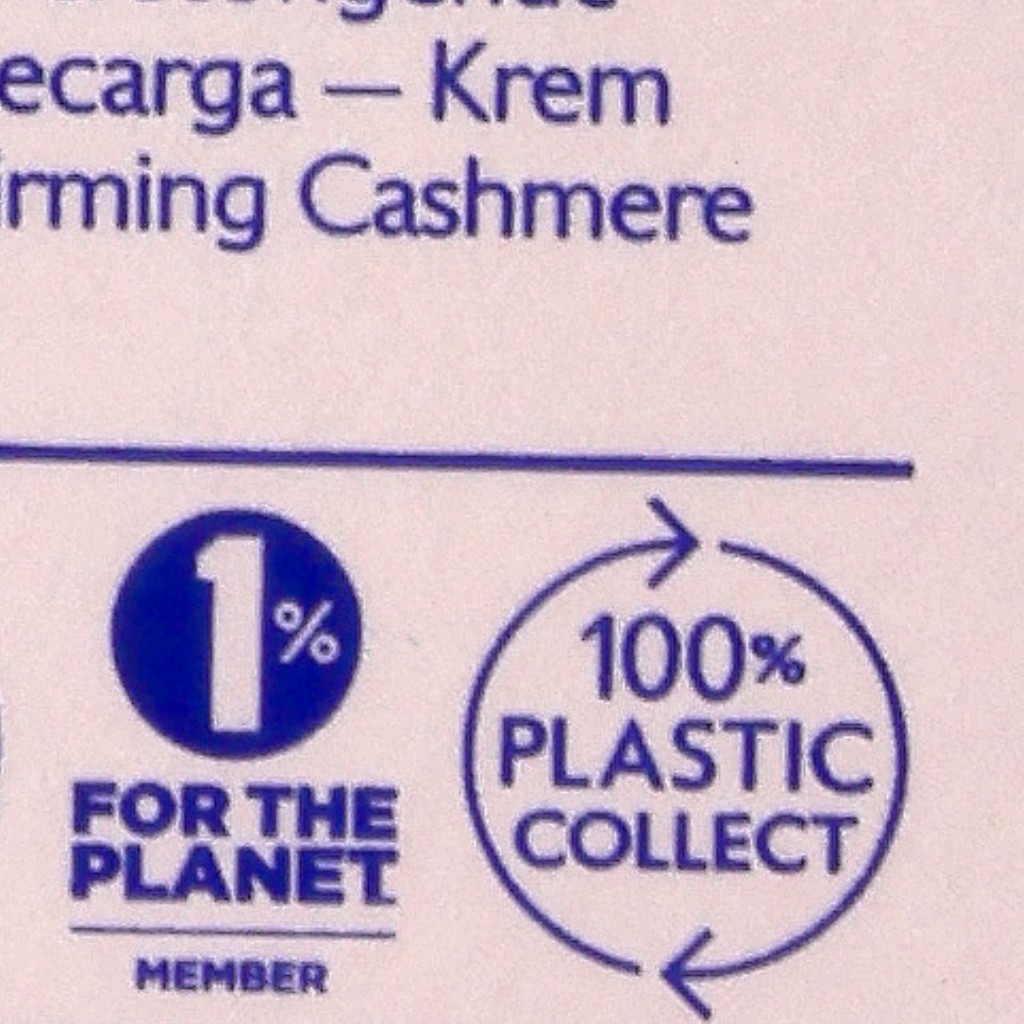 ecarga — Krem
irming Cashmere
1%
FOR THE
PLANET
MEMBER
100%
PLASTIC
COLLECT